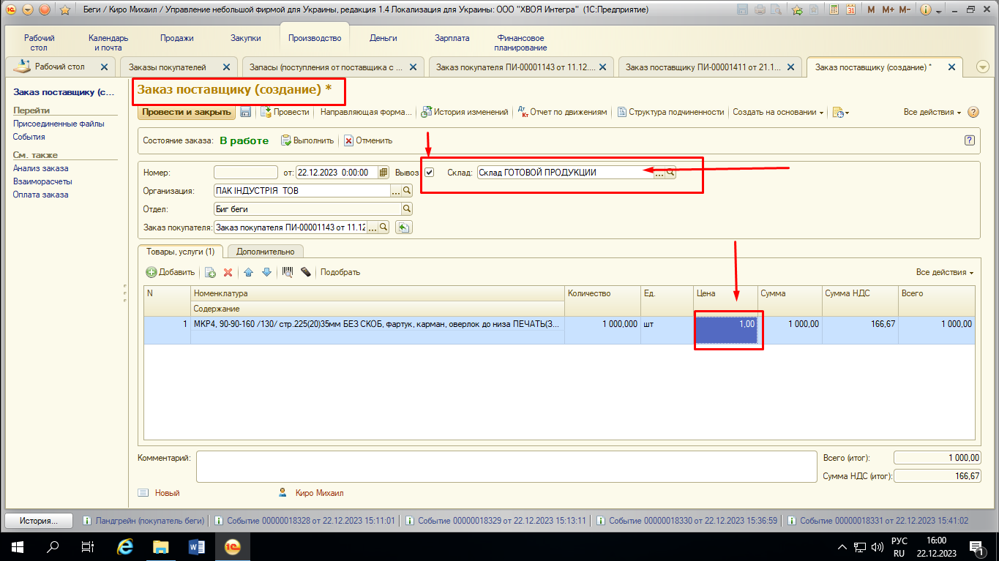 Беги / Киро Михаил / Управление небольшой фирмой для Украины, редакция 1.4 Локализация для Украины: ООО "ХВОЯ Интегра" (1С:Предприятие)
M M+ M-
Рабочий стол
Календарь и почта
Продажи
Закупки
Производство
Деньги
Зарплата
Финансовое планирование
Рабочий стол
Заказы покупателей
Запасы (поступления от поставщика с ...
Заказ покупателя ПИ-00001143 от 11.12....
Заказ поставщику ПИ-00001411 от 21.1...
Заказ поставщику (создание) *
Заказ поставщику (с...
Перейти
Присоединенные файлы
События
См. также
Анализ заказа
Взаиморасчеты
Оплата заказа
Заказ поставщику (создание) *
Провести и закрыть
Провести
Направляющая форма...
История изменений
Дт Кт Отчет по движениям
Структура подчиненности
Создать на основании
Все действия
?
Состояние заказа: В работе
Выполнить
Отменить
?
Номер:
от: 22.12.2023 0:00:00
Вывоз
Склад: Склад ГОТОВОЙ ПРОДУКЦИИ ...
Организация: ПАК ІНДУСТРІЯ ТОВ ...
Отдел: Биг беги
Заказ покупателя: Заказ покупателя ПИ-00001143 от 11.12 ...
Товары, услуги (1)
Дополнительно
Добавить
Подобрать
Все действия
N Номенклатура Количество Ед. Цена Сумма Сумма НДС Всего
Содержание
1 МКР4, 90-90-160 /130/ стр.225(20)35мм БЕЗ СКОБ, фартук, карман, оверлок до низа ПЕЧАТЬ(3... 1 000,000 шт 1,00 1 000,00 166,67 1 000,00
Комментарий:
Всего (итог): 1 000,00
Сумма НДС (итог): 166,67
Новый
Киро Михаил
История...
Ландгрейн (покупатель беги)
Событие 00000018328 от 22.12.2023 15:11:01
Событие 00000018329 от 22.12.2023 15:13:11
Событие 00000018330 от 22.12.2023 15:36:59
Событие 00000018331 от 22.12.2023 15:41:02
РУС
RU
16:00
22.12.2023
1